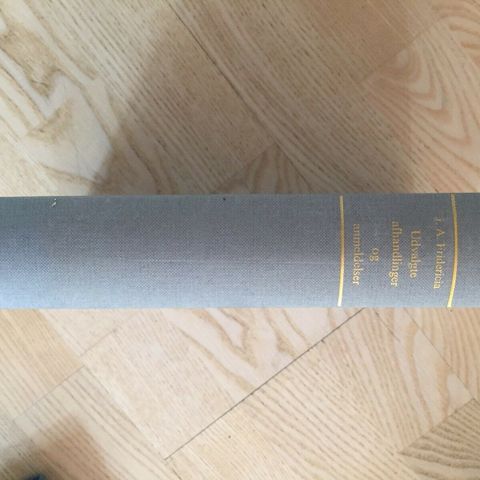 J. A. Fridericia
Udvalgte
afhandlinger
og
anmeldelser